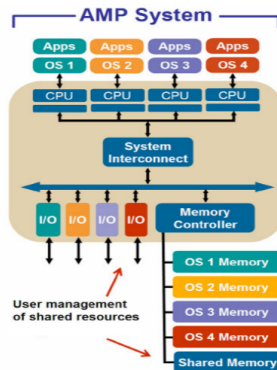 AMP System
Apps Apps Apps Apps
OS 1 OS 2 OS 3 OS 4
CPU CPU CPU CPU
System
Interconnect
I/O I/O I/O I/O
Memory
Controller
User management
of shared resources
OS 1 Memory
OS 2 Memory
OS 3 Memory
OS 4 Memory
Shared Memory